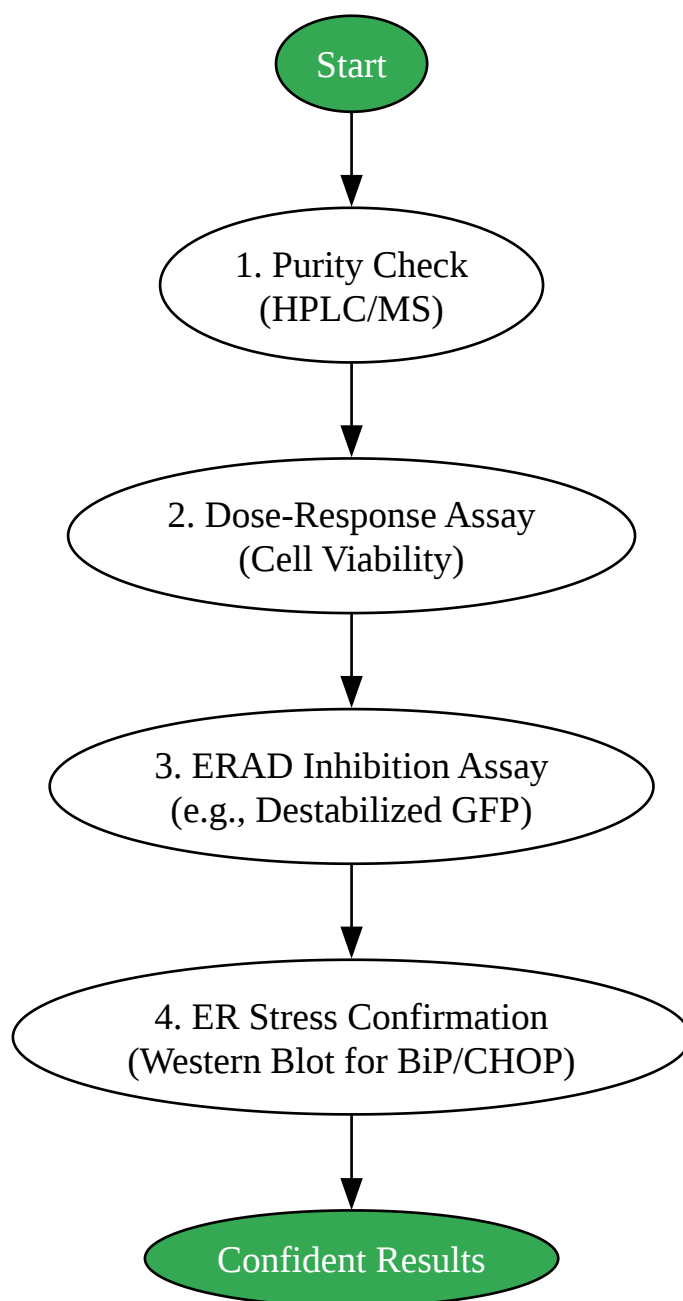 Start
1. Purity Check
(HPLC/MS)
2. Dose-Response Assay
(Cell Viability)
3. ERAD Inhibition Assay
(e.g., Destabilized GFP)
4. ER Stress Confirmation
(Western Blot for BiP/CHOP)
Confident Results